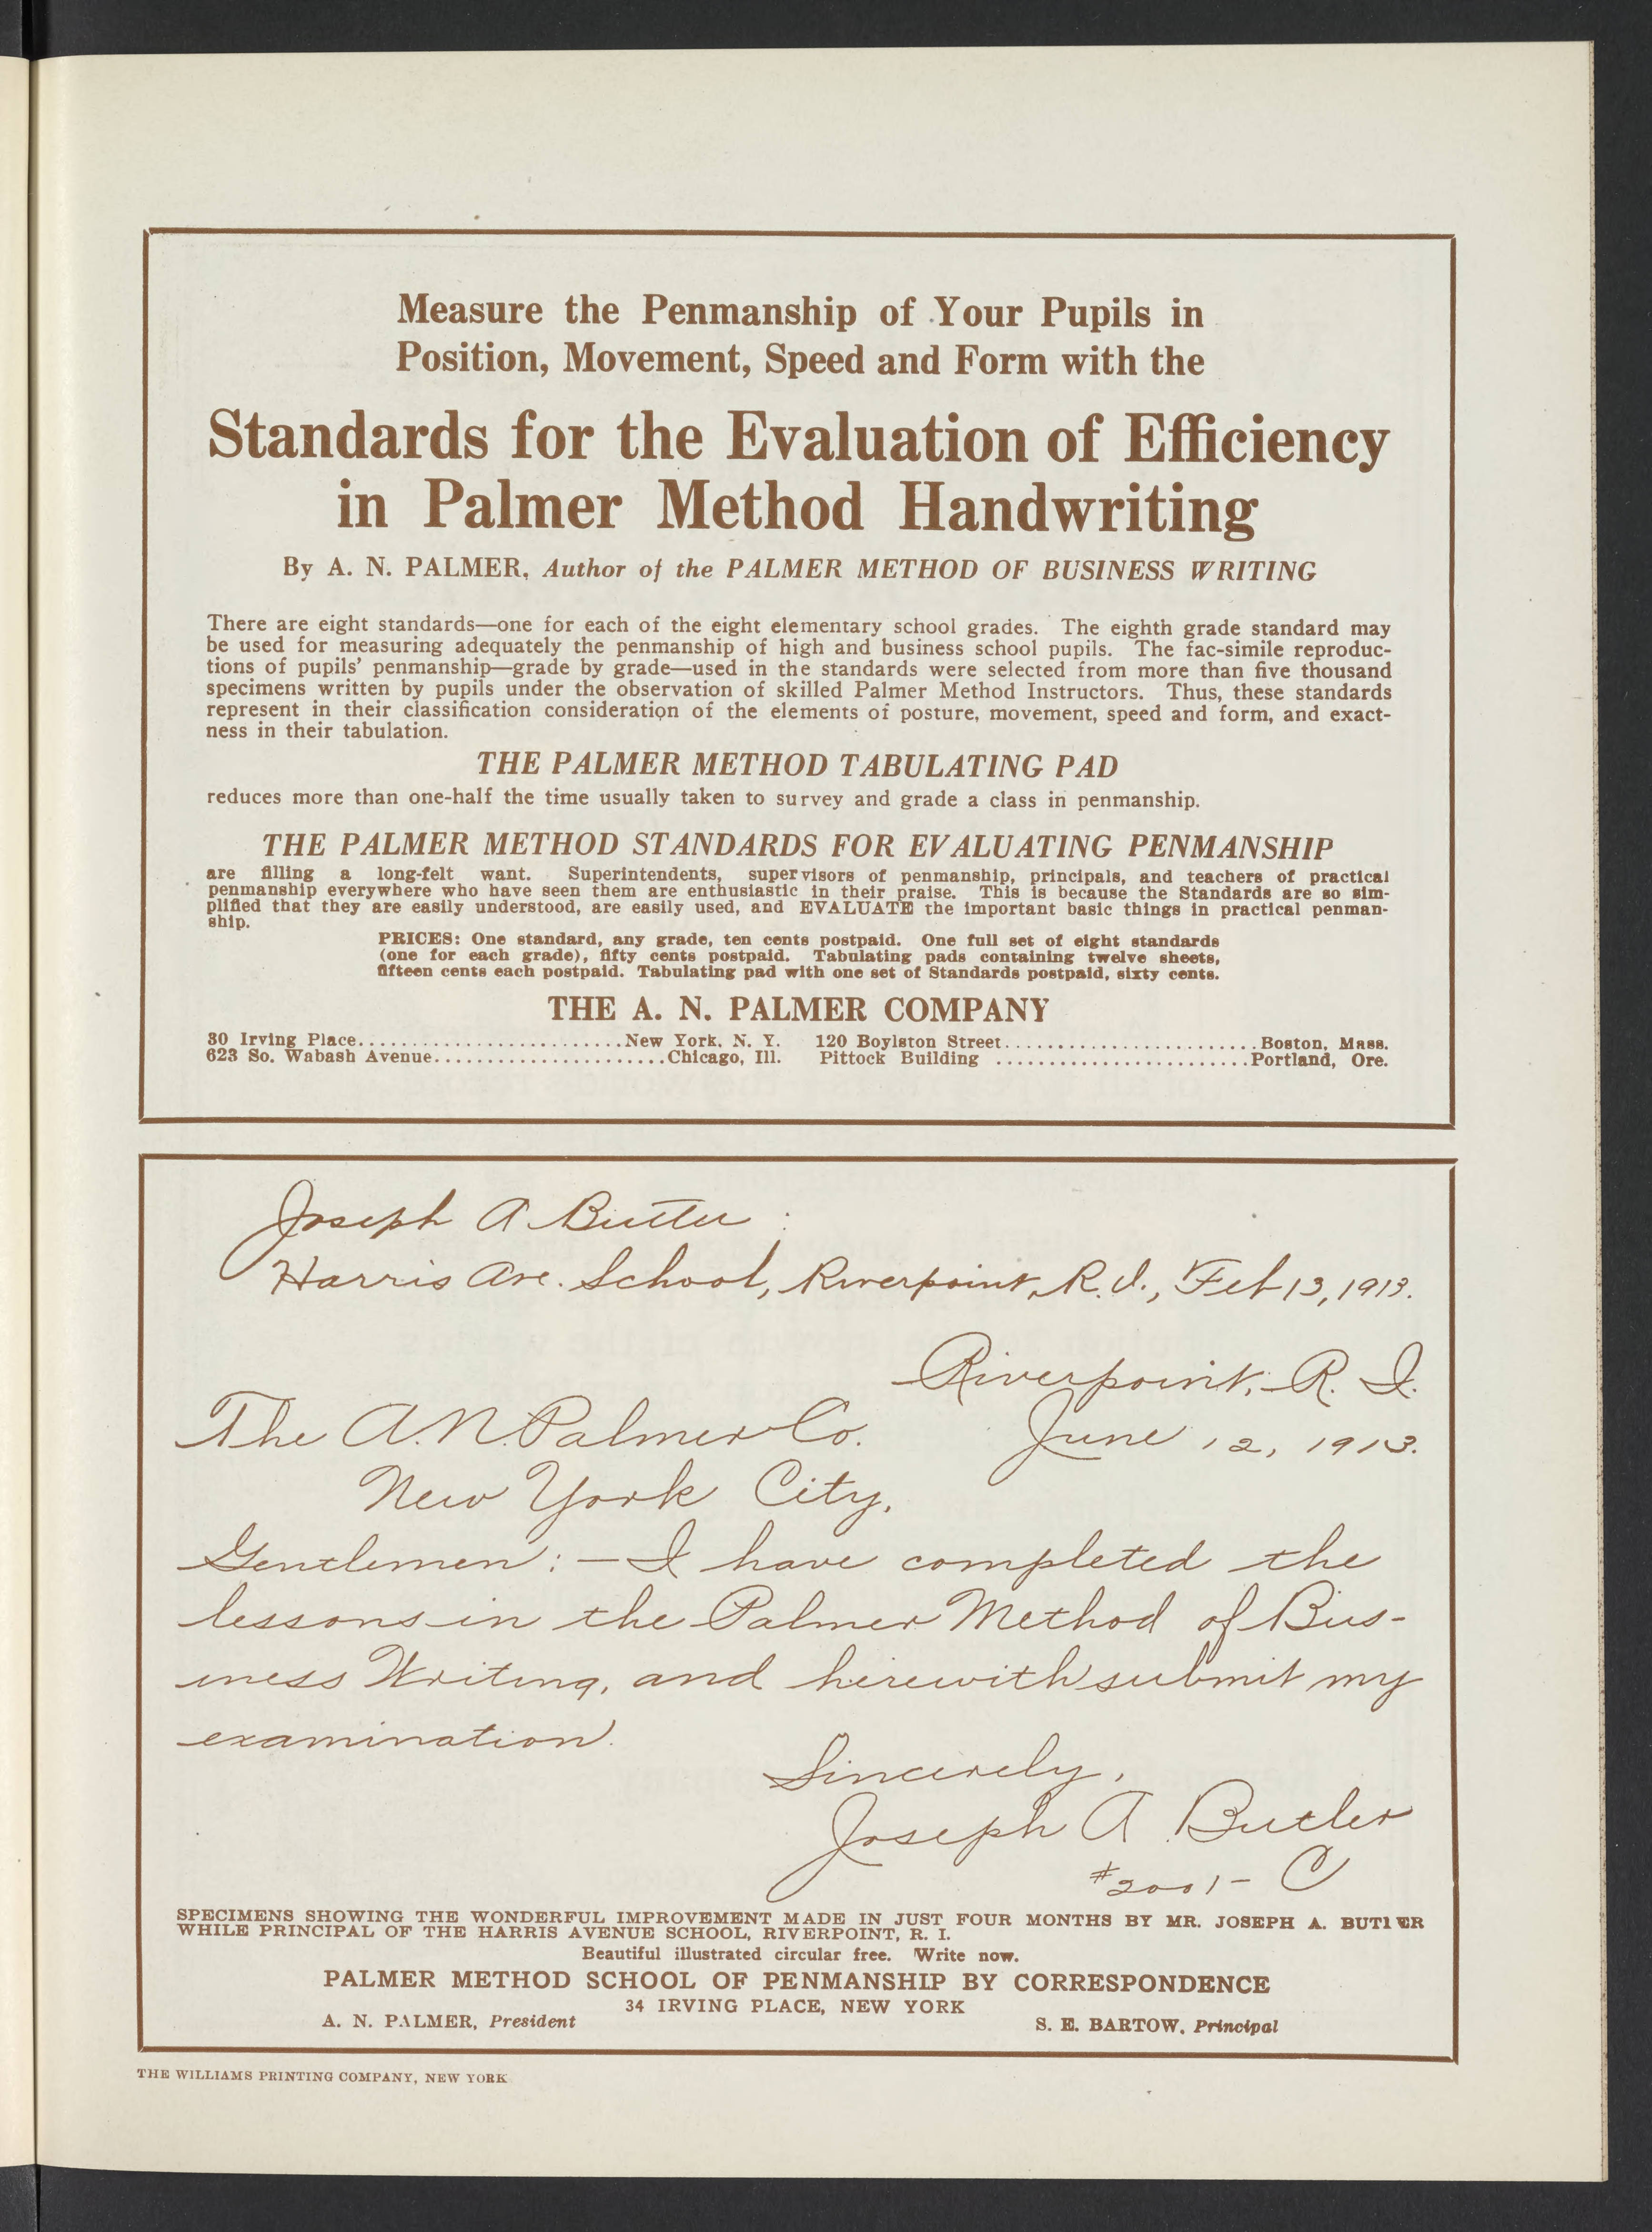 Measure the Penmanship of Your Pupils in
Position, Movement, Speed and Form with the
Standards for the Evaluation of Efficiency
in Palmer Method Handwriting
By A. N. PALMER, Author of the PALMER METHOD OF BUSINESS WRITING
There are eight standards—one for each of the eight elementary school grades. The eighth grade standard may
be used for measuring adequately the penmanship of high and business school pupils. The fac-simile reproduc-
tions of pupils' penmanship—grade by grade—used in the standards were selected from more than five thousand
specimens written by pupils under the observation of skilled Palmer Method Instructors. Thus, these standards
represent in their classification consideration of the elements of posture, movement, speed and form, and exact-
ness in their tabulation.
THE PALMER METHOD TABULATING PAD
reduces more than one-half the time usually taken to survey and grade a class in penmanship.
THE PALMER METHOD STANDARDS FOR EVALUATING PENMANSHIP
are filling a long-felt want. Superintendents, supervisors of penmanship, principals, and teachers of practical
penmanship everywhere who have seen them are enthusiastic in their praise. This is because the Standards are so sim-
plified that they are easily understood, are easily used, and EVALUATE the important basic things in practical penman-
ship.
PRICES: One standard, any grade, ten cents postpaid. One full set of eight standards
(one for each grade), fifty cents postpaid. Tabulating pads containing twelve sheets,
fifteen cents each postpaid. Tabulating pad with one set of Standards postpaid, sixty cents.
THE A. N. PALMER COMPANY
30 Irving Place.........................New York, N. Y. 120 Boylston Street........................Boston, Mass.
623 So. Wabash Avenue......................Chicago, Ill. Pittock Building ........................Portland, Ore.
Joseph A Butler :
Harris Ave. School, Riverpoint, R. I., Feb 13, 1913.
Riverpoint, R. I.
The A. N. Palmer Co. June 12, 1913.
New York City.
Gentlemen: — I have completed the
lessons in the Palmer Method of Bus-
iness Writing, and herewith submit my
examination.
Sincerely,
Joseph A Butler
#2001- C
SPECIMENS SHOWING THE WONDERFUL IMPROVEMENT MADE IN JUST FOUR MONTHS BY MR. JOSEPH A. BUTLER
WHILE PRINCIPAL OF THE HARRIS AVENUE SCHOOL, RIVERPOINT, R. I.
Beautiful illustrated circular free. Write now.
PALMER METHOD SCHOOL OF PENMANSHIP BY CORRESPONDENCE
34 IRVING PLACE, NEW YORK
A. N. PALMER, President S. E. BARTOW, Principal
THE WILLIAMS PRINTING COMPANY, NEW YORK